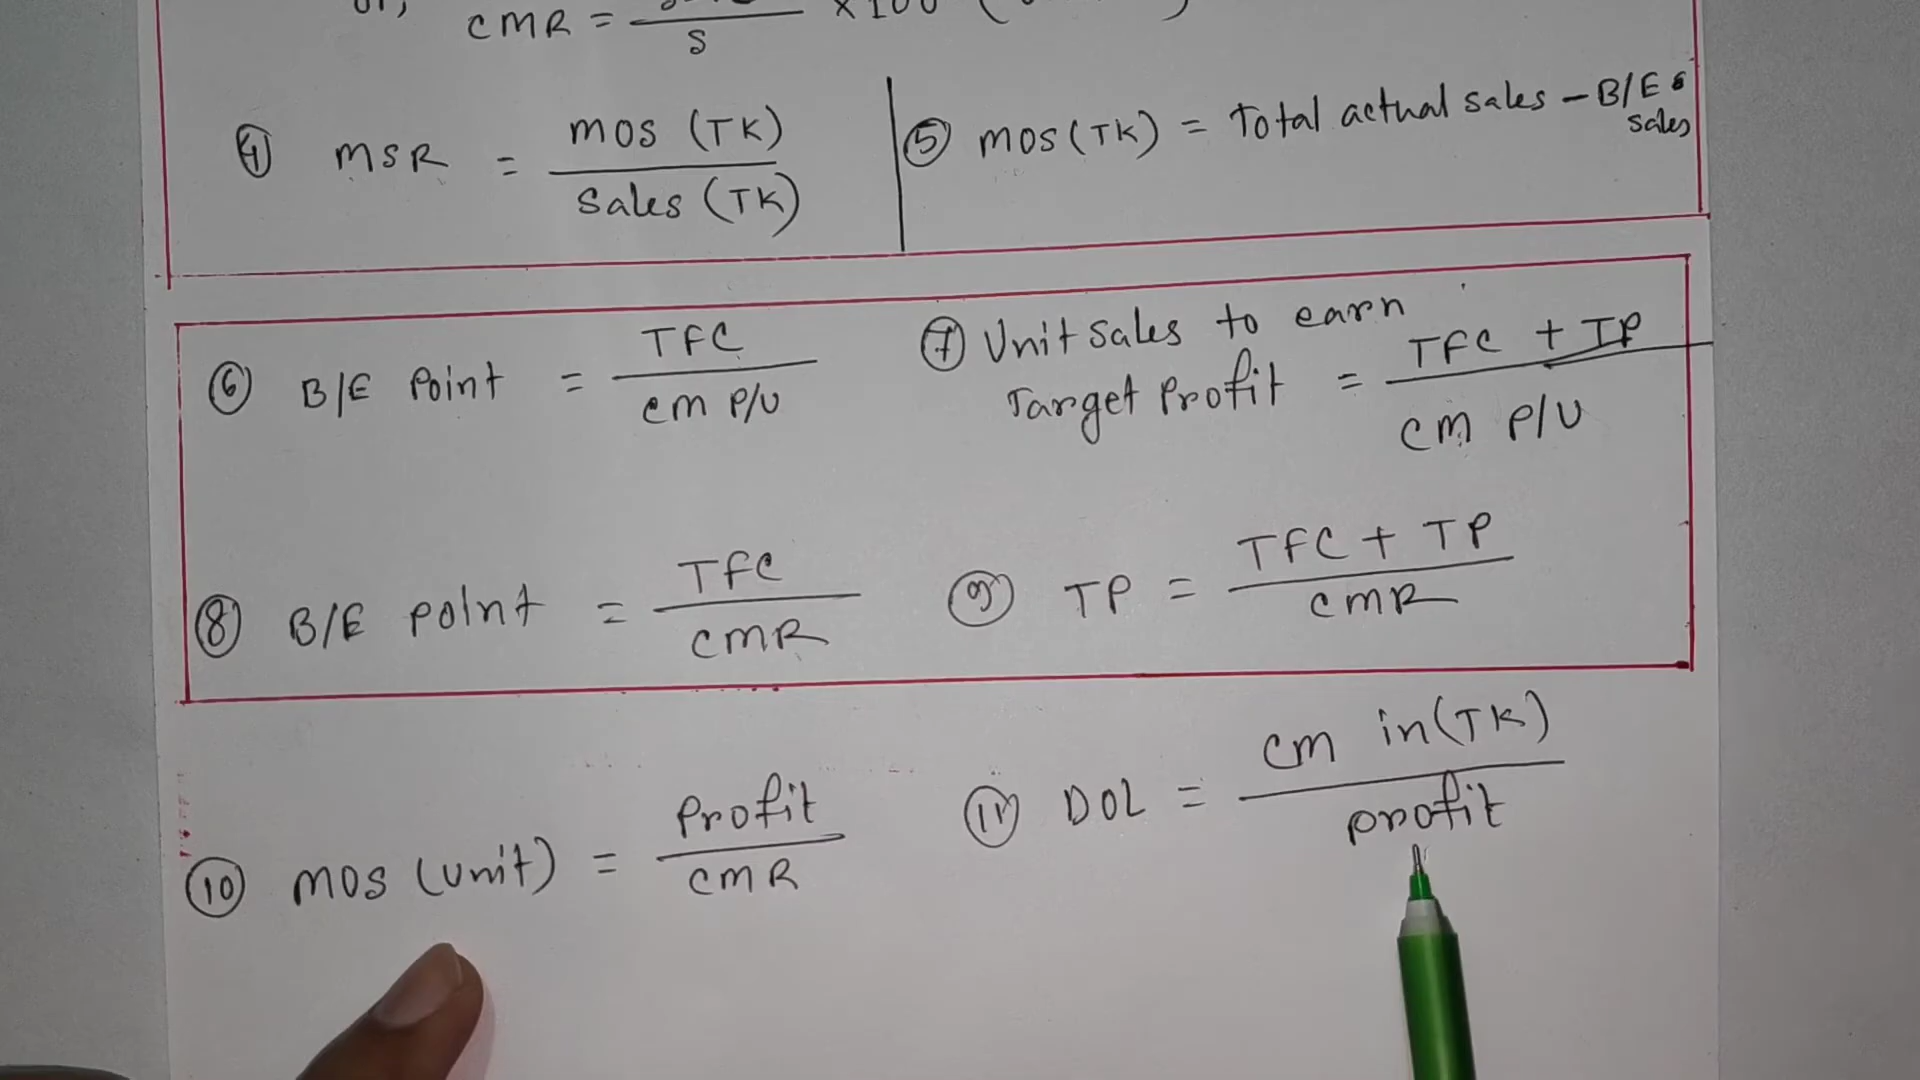 or,
CMR = / S × 100
④ MSR = MOS (TK) / Sales (TK)
⑤ MOS (TK) = Total actual sales – B/E sales
⑥ B/E Point = TFC / CM P/U
⑦ Unit sales to earn Target Profit = TFC + TP / CM P/U
⑧ B/E point = TFC / CMR
⑨ TP = TFC + TP / CMR
⑩ MOS (unit) = Profit / CMR
⑪ DOL = CM in (TK) / profit